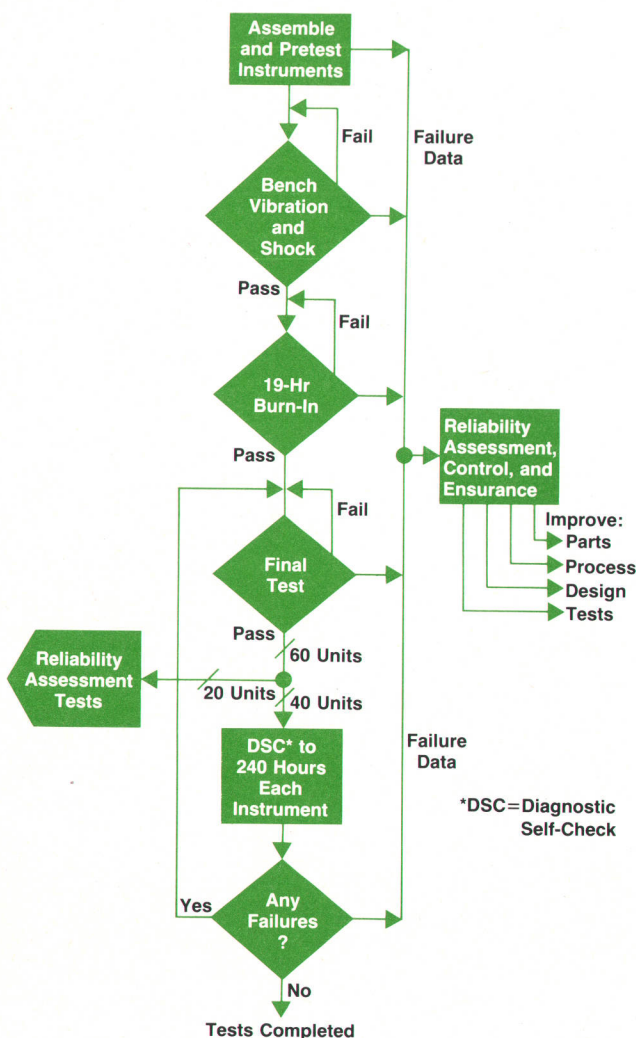 Assemble
and Pretest
Instruments
Fail
Failure
Data
Bench
Vibration
and
Shock
Pass
Fail
19-Hr
Burn-In
Pass
Reliability
Assessment,
Control, and
Ensurance
Improve:
Parts
Process
Design
Tests
Fail
Final
Test
Pass
60 Units
Reliability
Assessment
Tests
20 Units
40 Units
DSC* to
240 Hours
Each
Instrument
Failure
Data
*DSC=Diagnostic
Self-Check
Yes
Any
Failures
?
No
Tests Completed